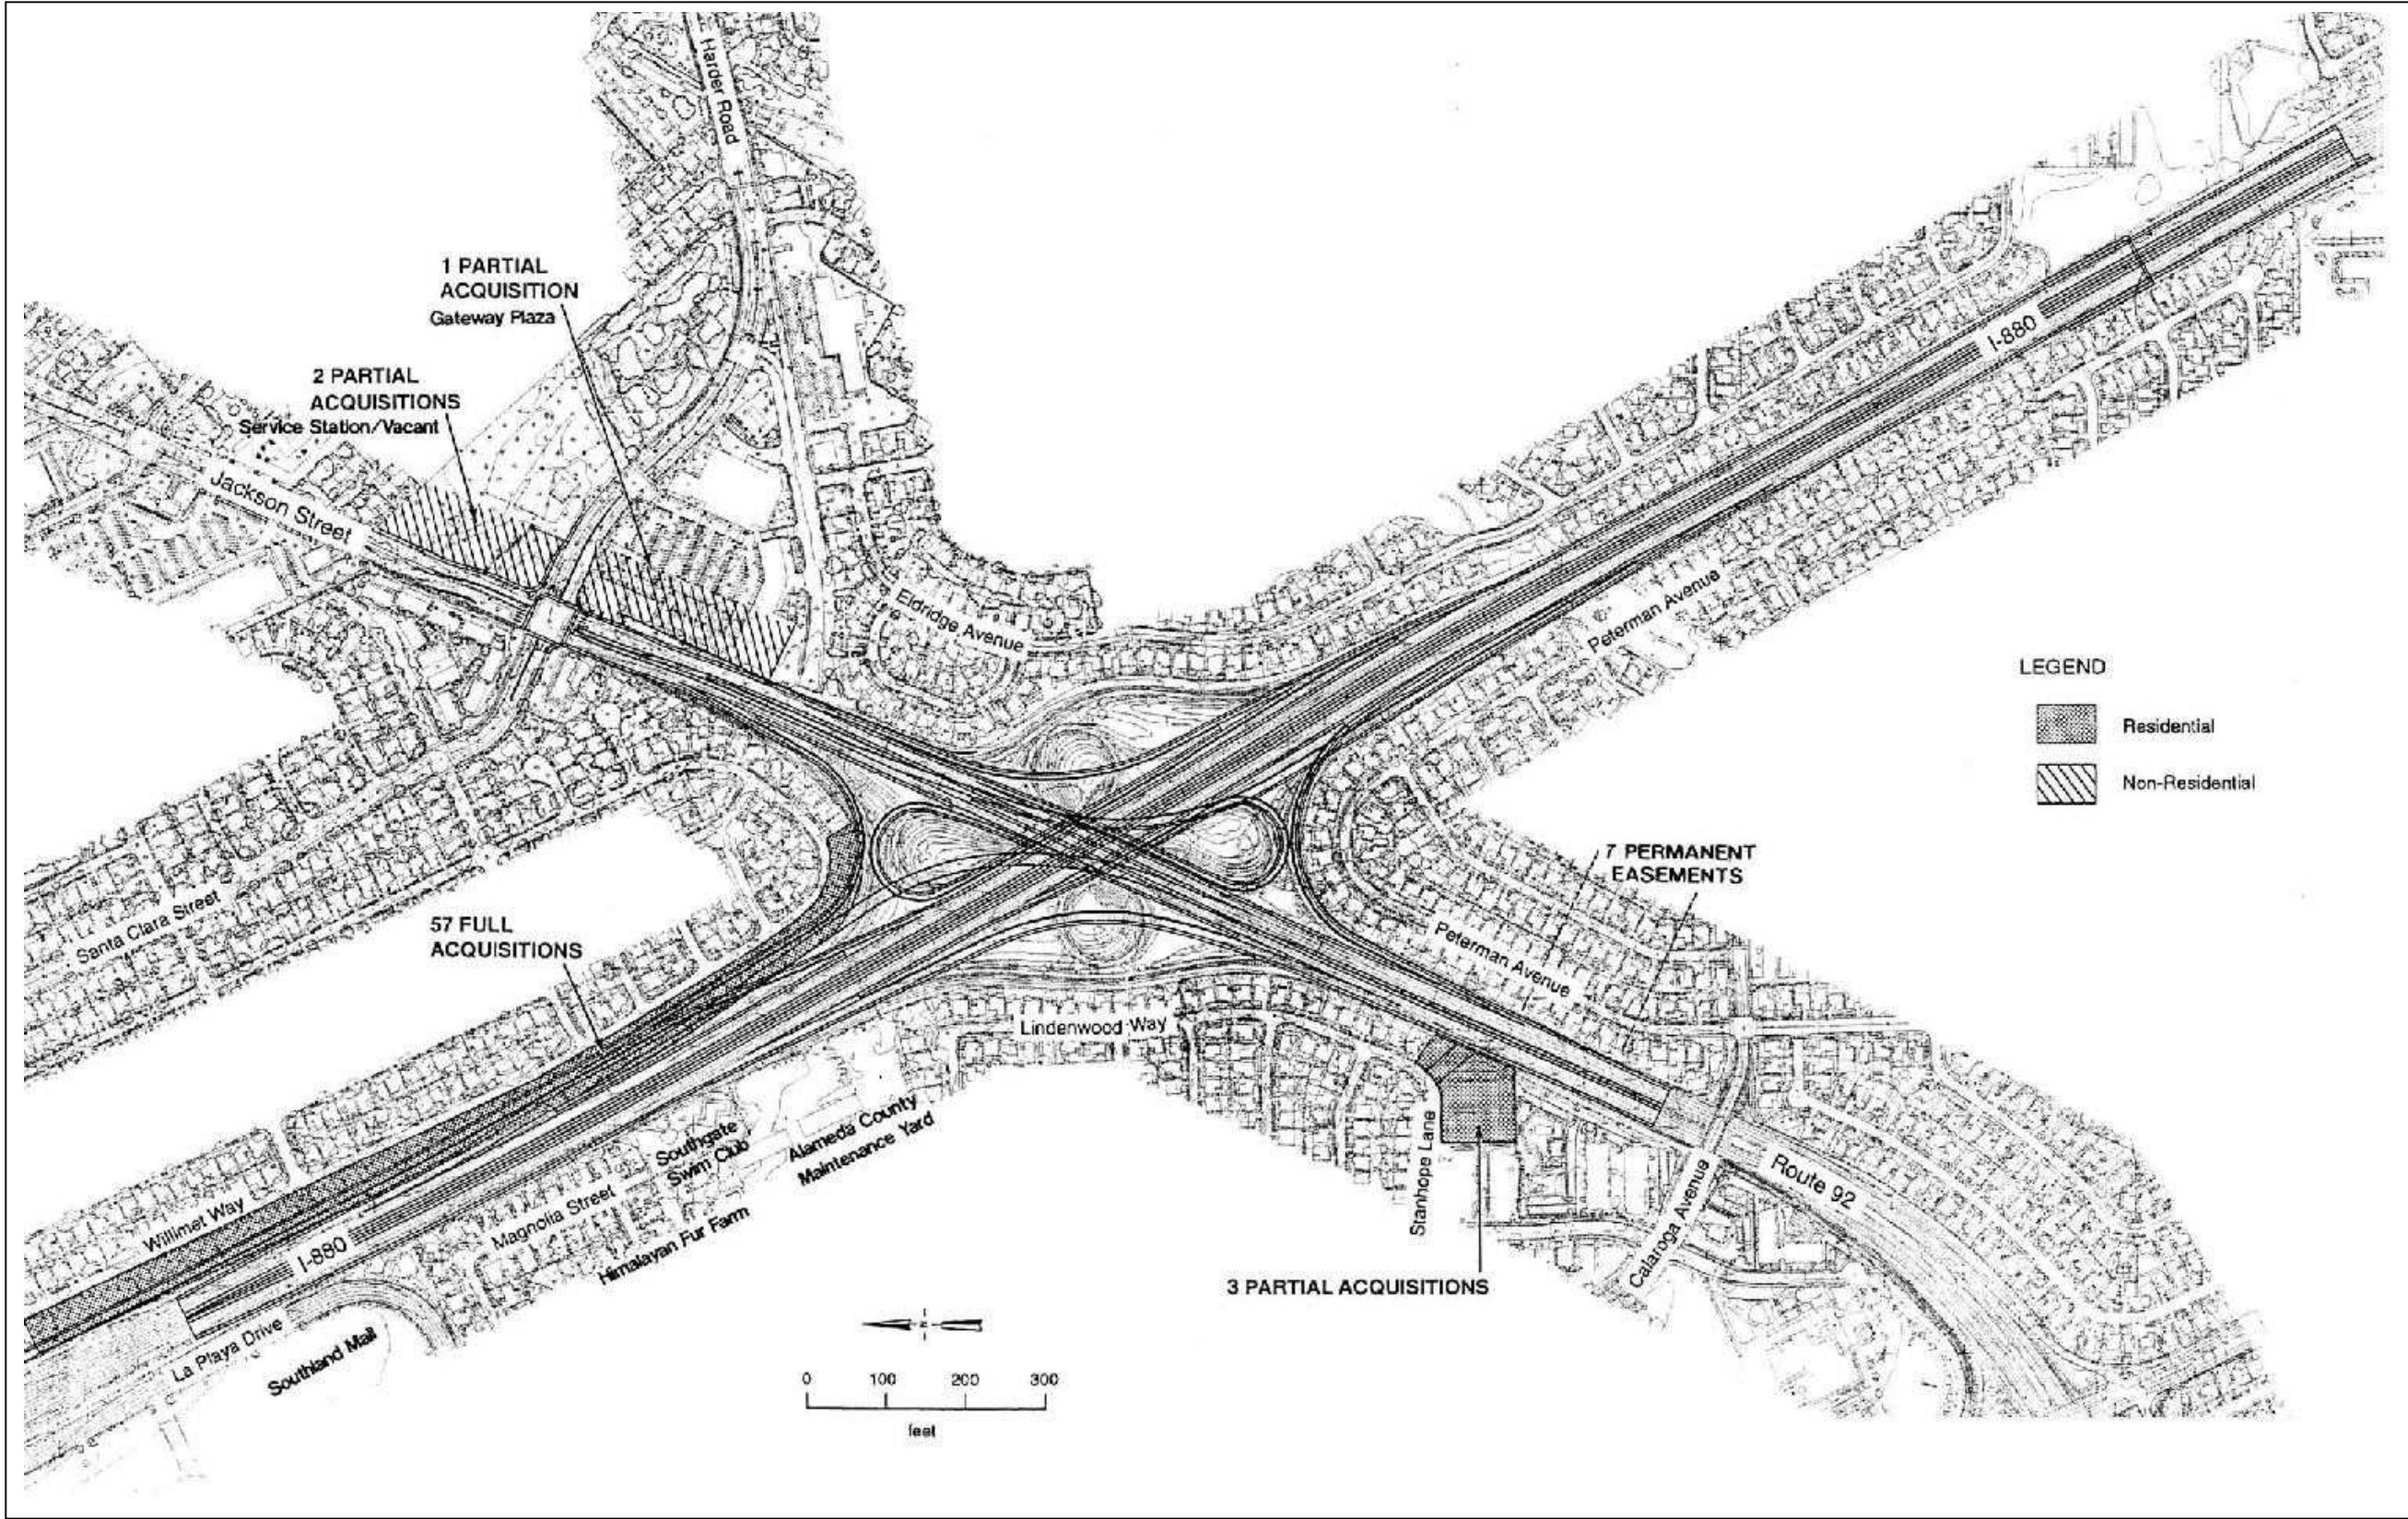 Harder Road
1 PARTIAL
ACQUISITION
Gateway Plaza
2 PARTIAL
ACQUISITIONS
Service Station/Vacant
Jackson Street
I-880
Eldridge Avenue
Peterman Avenue
LEGEND
Residential
Non-Residential
7 PERMANENT
EASEMENTS
Santa Clara Street
57 FULL
ACQUISITIONS
Peterman Avenue
Lindenwood Way
Alameda County
Maintenance Yard
Southgate
Swim Club
Stanhope Lane
Route 92
Calaroga Avenue
Magnolia Street
Himalayan Fur Farm
Willimet Way
I-880
3 PARTIAL ACQUISITIONS
La Playa Drive
Southland Mall
z
0 100 200 300
feet